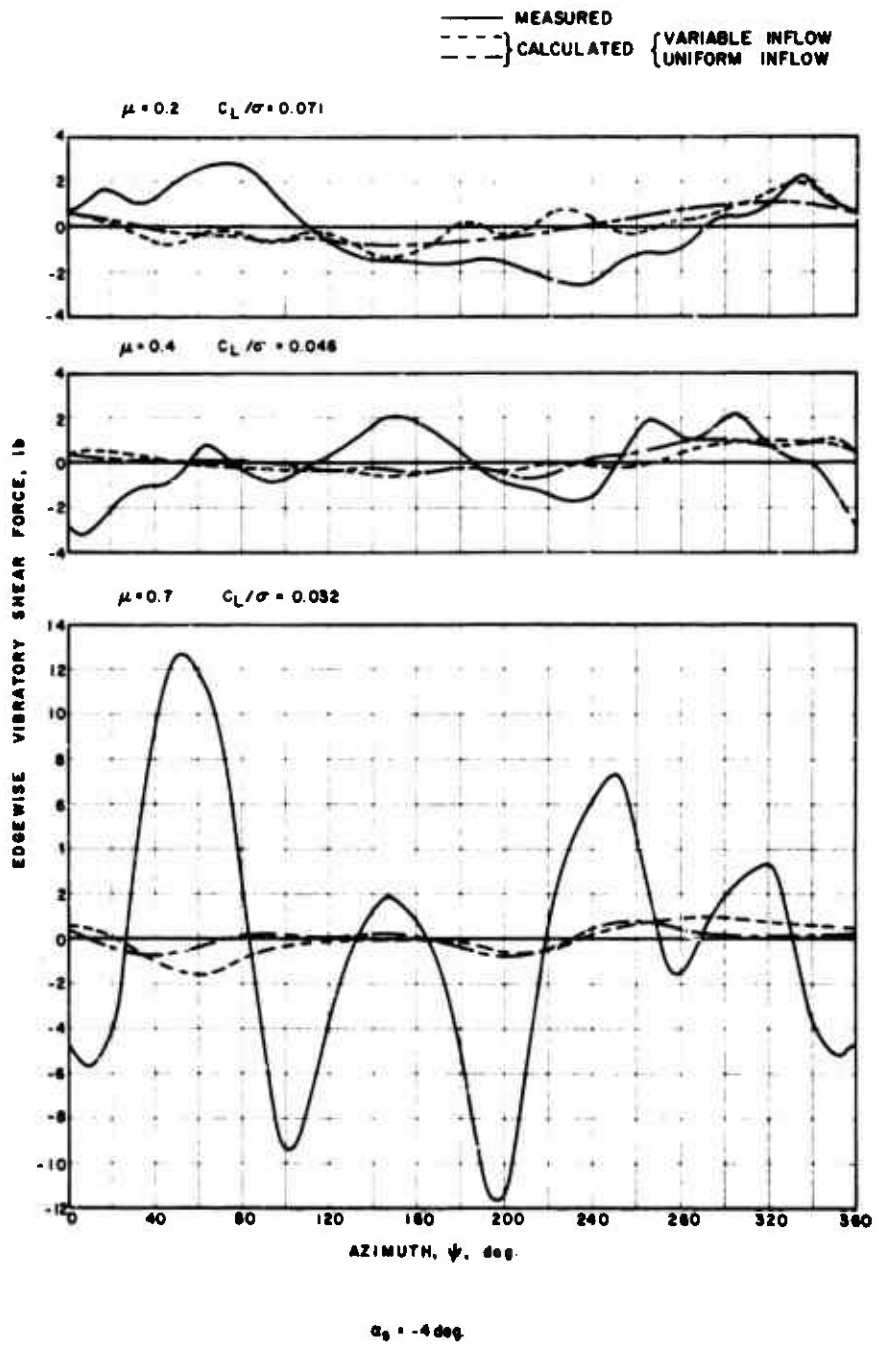 MEASURED
CALCULATED { VARIABLE INFLOW
UNIFORM INFLOW
μ = 0.2 C_L/σ = 0.071
4
2
0
-2
-4
μ = 0.4 C_L/σ = 0.046
4
2
0
-2
-4
EDGEWISE VIBRATORY SHEAR FORCE, lb
μ = 0.7 C_L/σ = 0.032
14
12
10
8
6
4
2
0
-2
-4
-6
-8
-10
-12
0 40 80 120 160 200 240 280 320 360
AZIMUTH, ψ, deg.
α_s = -4 deg.